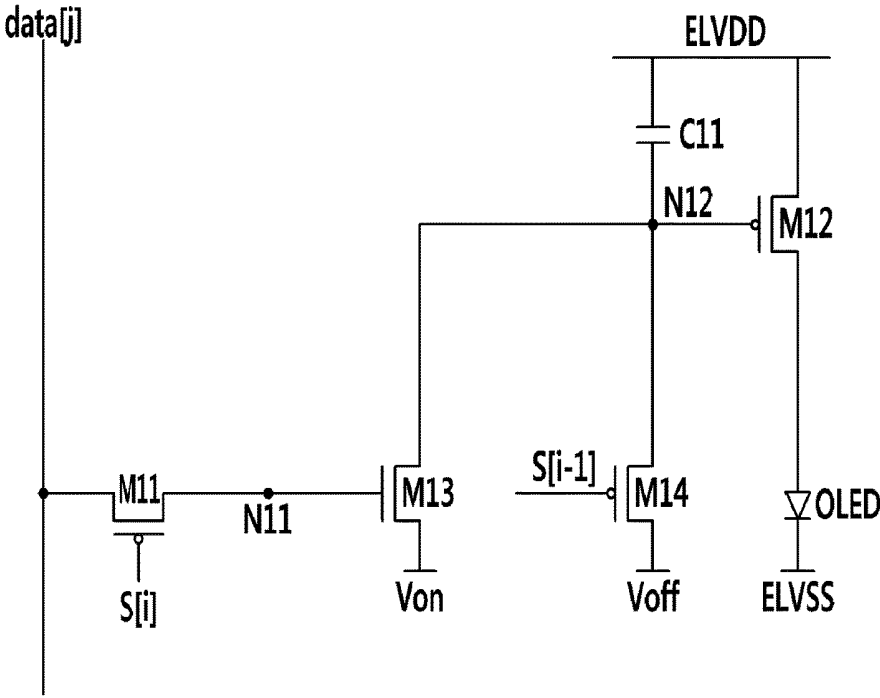 data[j]
ELVDD
C11
N12
M12
S[i-1]
M11
M13
M14
N11
OLED
S[i]
Von
Voff
ELVSS